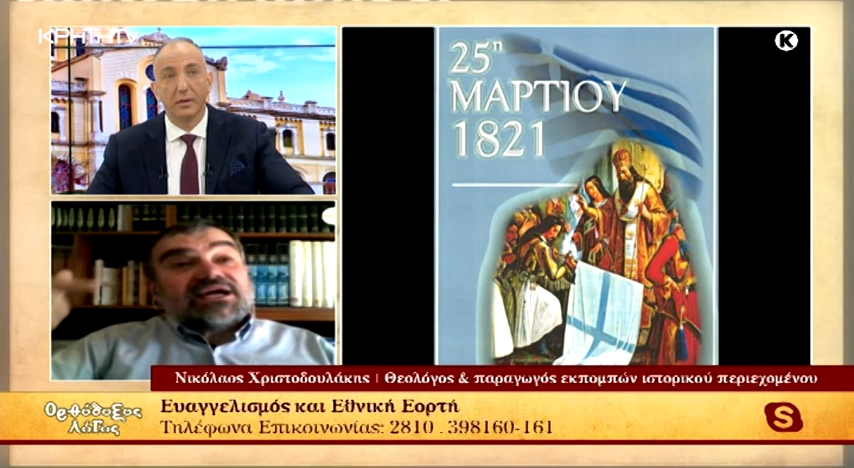 ΚΡΗΤΗ TV
25η
ΜΑΡΤΙΟΥ
1821
K
Νικόλαος Χριστοδουλάκης | Θεολόγος & παραγωγός εκπομπών ιστορικού περιεχομένου
Ορθόδοξος
Λόγος
Ευαγγελισμός και Εθνική Εορτή
Τηλέφωνα Επικοινωνίας: 2810 . 398160-161
S